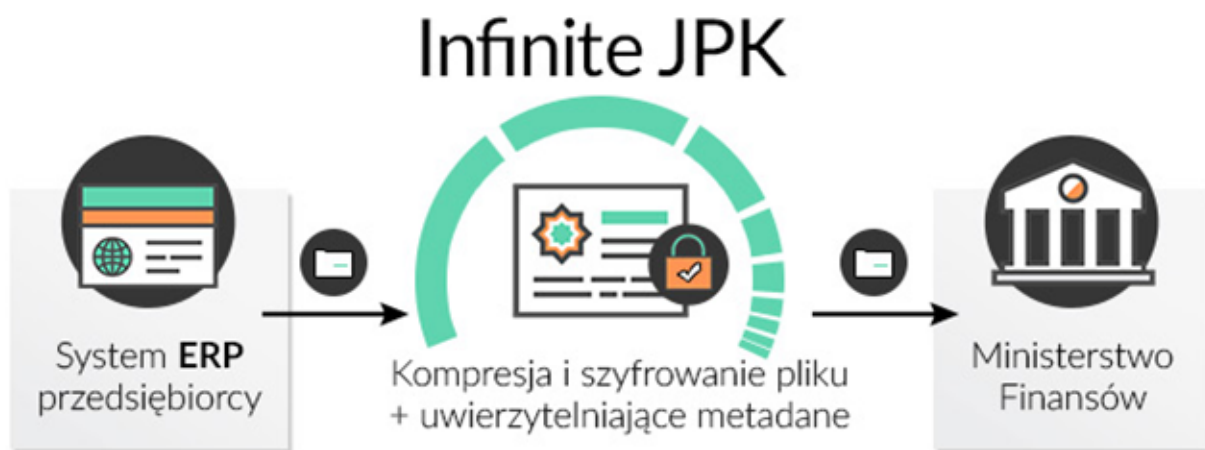 Infinite JPK
System ERP
przedsiębiorcy
Kompresja i szyfrowanie pliku
+ uwierzytelniające metadane
Ministerstwo
Finansów